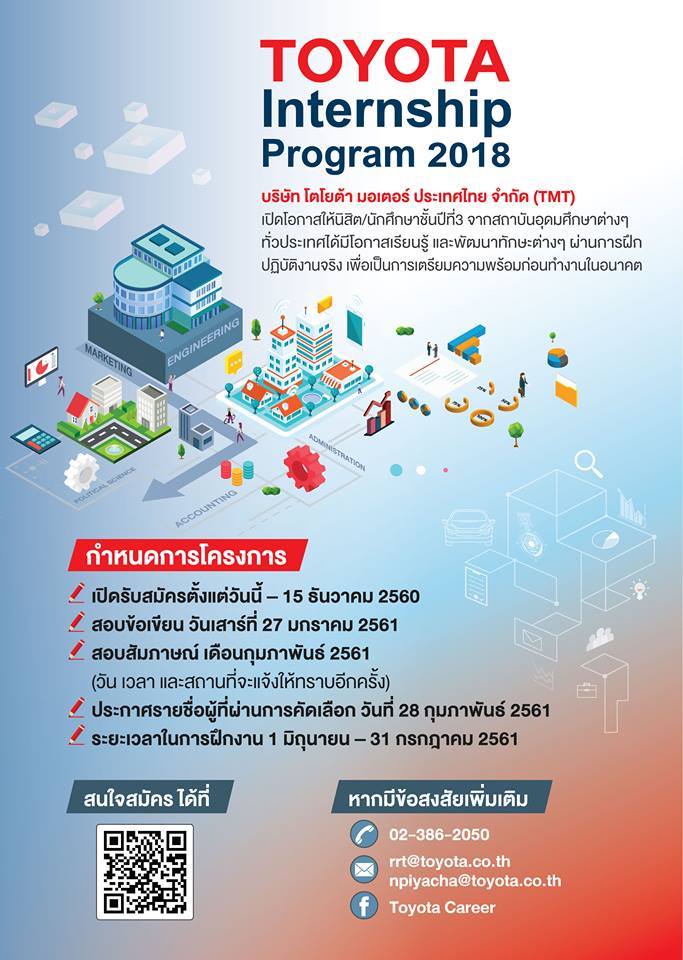 TOYOTA
Internship
Program 2018
บริษัท โตโยต้า มอเตอร์ ประเทศไทย จำกัด (TMT)
เปิดโอกาสให้นิสิต/นักศึกษาชั้นปีที่3 จากสถาบันอุดมศึกษาต่างๆ
ทั่วประเทศได้มีโอกาสเรียนรู้ และพัฒนาทักษะต่างๆ ผ่านการฝึก
ปฏิบัติงานจริง เพื่อเป็นการเตรียมความพร้อมก่อนทำงานในอนาคต
MARKETING
ENGINEERING
POLITICAL SCIENCE
ACCOUNTING
ADMINISTRATION
กำหนดการโครงการ
เปิดรับสมัครตั้งแต่วันนี้ – 15 ธันวาคม 2560
สอบข้อเขียน วันเสาร์ที่ 27 มกราคม 2561
สอบสัมภาษณ์ เดือนกุมภาพันธ์ 2561
(วัน เวลา และสถานที่จะแจ้งให้ทราบอีกครั้ง)
ประกาศรายชื่อผู้ที่ผ่านการคัดเลือก วันที่ 28 กุมภาพันธ์ 2561
ระยะเวลาในการฝึกงาน 1 มิถุนายน – 31 กรกฎาคม 2561
สนใจสมัคร ได้ที่
หากมีข้อสงสัยเพิ่มเติม
02-386-2050
rrt@toyota.co.th
npiyacha@toyota.co.th
Toyota Career